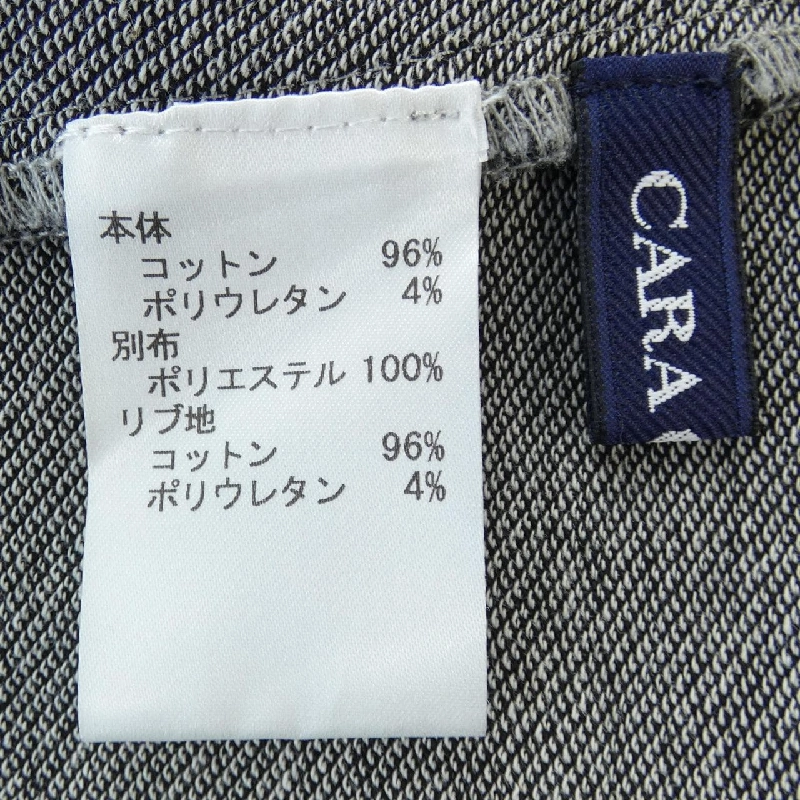 本体
コットン 96%
ポリウレタン 4%
別布
ポリエステル 100%
リブ地
コットン 96%
ポリウレタン 4%
CARA